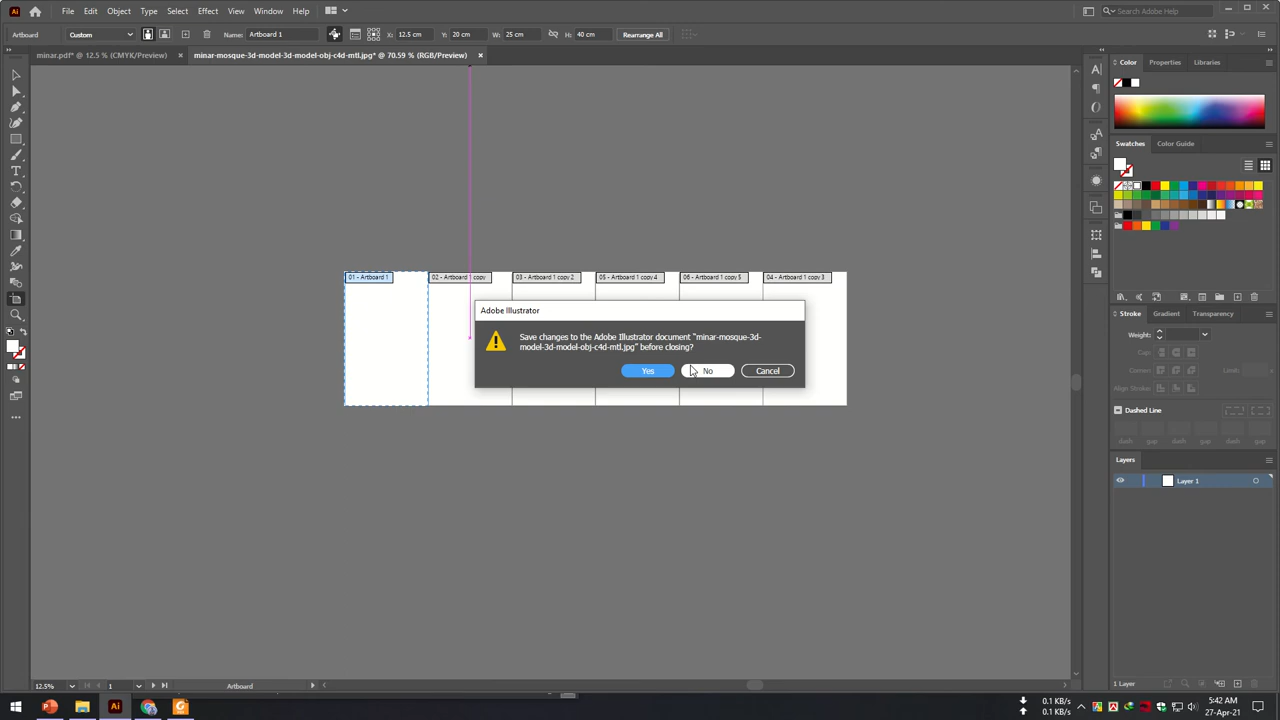 Ai File Edit Object Type Select Effect View Window Help Search Adobe Help
Artboard Custom Name: Artboard 1 X: 12.5 cm Y: 20 cm W: 25 cm H: 40 cm Rearrange All
minar.pdf* @ 12.5 % (CMYK/Preview) × minar-mosque-3d-model-3d-model-obj-c4d-mtl.jpg* @ 70.59 % (RGB/Preview) ×
Color Properties Libraries
Swatches Color Guide
01 - Artboard 1 02 - Artboard 1 copy 03 - Artboard 1 copy 2 05 - Artboard 1 copy 4 06 - Artboard 1 copy 5 04 - Artboard 1 copy 3
Adobe Illustrator
Save changes to the Adobe Illustrator document "minar-mosque-3d-
model-3d-model-obj-c4d-mtl.jpg" before closing?
Yes No Cancel
Stroke Gradient Transparency
Weight:
Cap:
Corner: Limit:
Align Stroke:
Dashed Line
dash gap dash gap dash gap
Layers
Layer 1
1 Layer
12.5% 1 Artboard
0.1 KB/s
0.1 KB/s
5:42 AM
27-Apr-21